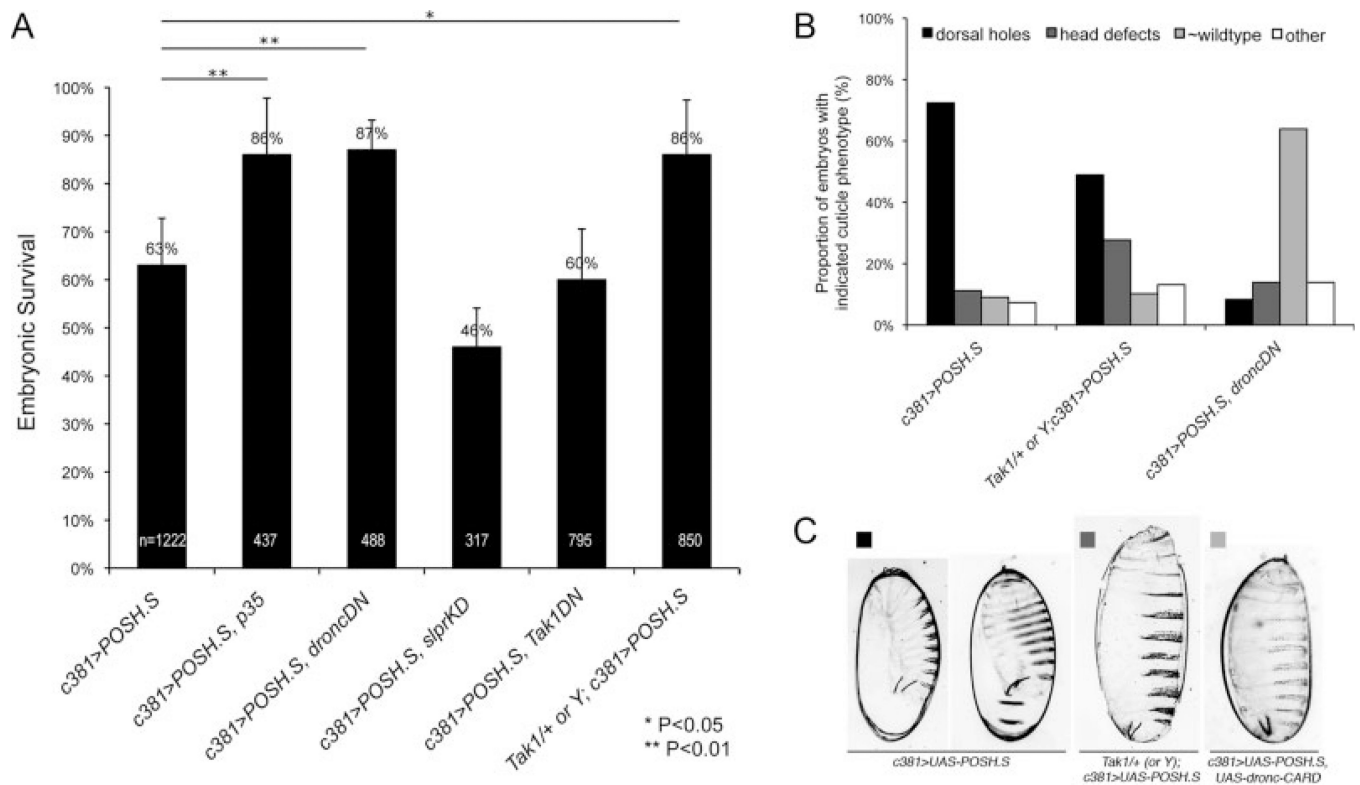 A
*
**
**
100%
90%
80%
70%
60%
50%
40%
30%
20%
10%
0%
Embryonic Survival
63%
86%
87%
46%
60%
86%
n=1222
437
488
317
795
850
c381>POSH.S
c381>POSH.S, p35
c381>POSH.S, droncDN
c381>POSH.S, slprKD
c381>POSH.S, Tak1DN
Tak1/+ or Y; c381>POSH.S
* P<0.05
** P<0.01
B
dorsal holes head defects ~wildtype other
Proportion of embryos with
indicated cuticle phenotype (%)
100%
80%
60%
40%
20%
0%
c381>POSH.S
Tak1/+ or Y;c381>POSH.S
c381>POSH.S, droncDN
C
c381>UAS-POSH.S
Tak1/+ (or Y);
c381>UAS-POSH.S
c381>UAS-POSH.S,
UAS-dronc-CARD